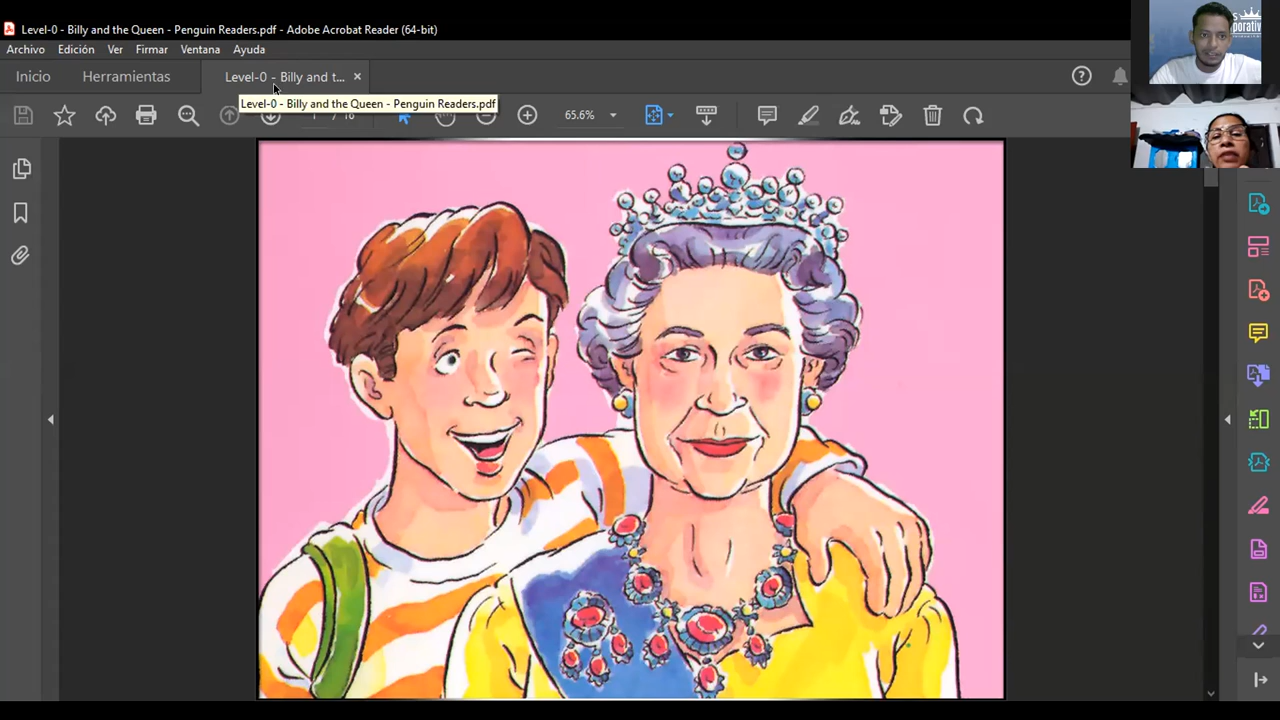 Level-0 - Billy and the Queen - Penguin Readers.pdf - Adobe Acrobat Reader (64-bit)
Archivo Edición Ver Firmar Ventana Ayuda
Inicio Herramientas Level-0 - Billy and t...
Level-0 - Billy and the Queen - Penguin Readers.pdf
/ 16 65.6%